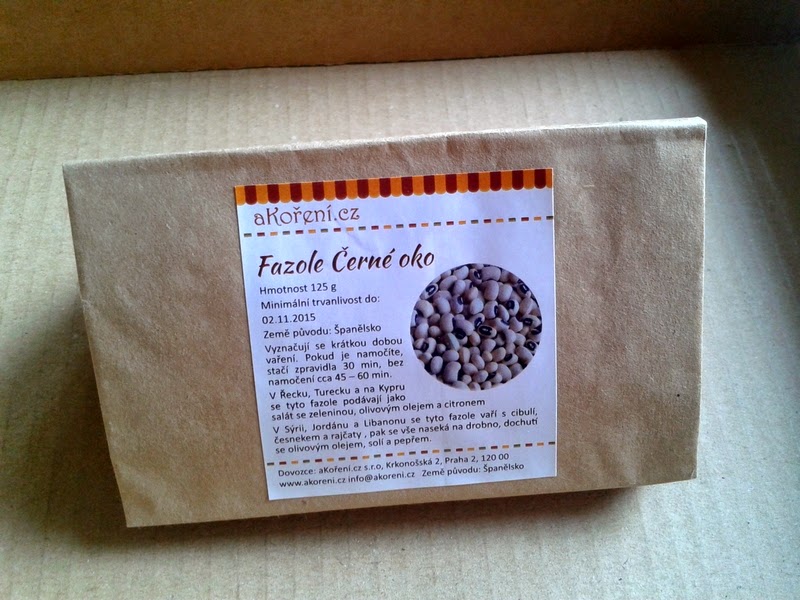 aKoření.cz
Fazole Černé oko
Hmotnost 125 g
Minimální trvanlivost do:
02.11.2015
Země původu: Španělsko
Vyznačují se krátkou dobou
vaření. Pokud je namočíte,
stačí zpravidla 30 min, bez
namočení cca 45 – 60 min.
V Řecku, Turecku a na Kypru
se tyto fazole podávají jako
salát se zeleninou, olivovým olejem a citronem
V Sýrii, Jordánu a Libanonu se tyto fazole vaří s cibulí,
česnekem a rajčaty , pak se vše naseká na drobno, dochutí
se olivovým olejem, solí a pepřem.
Dovozce: aKoření.cz s.r.o, Krkonošská 2, Praha 2, 120 00
www.akoreni.cz info@akoreni.cz Země původu: Španělsko